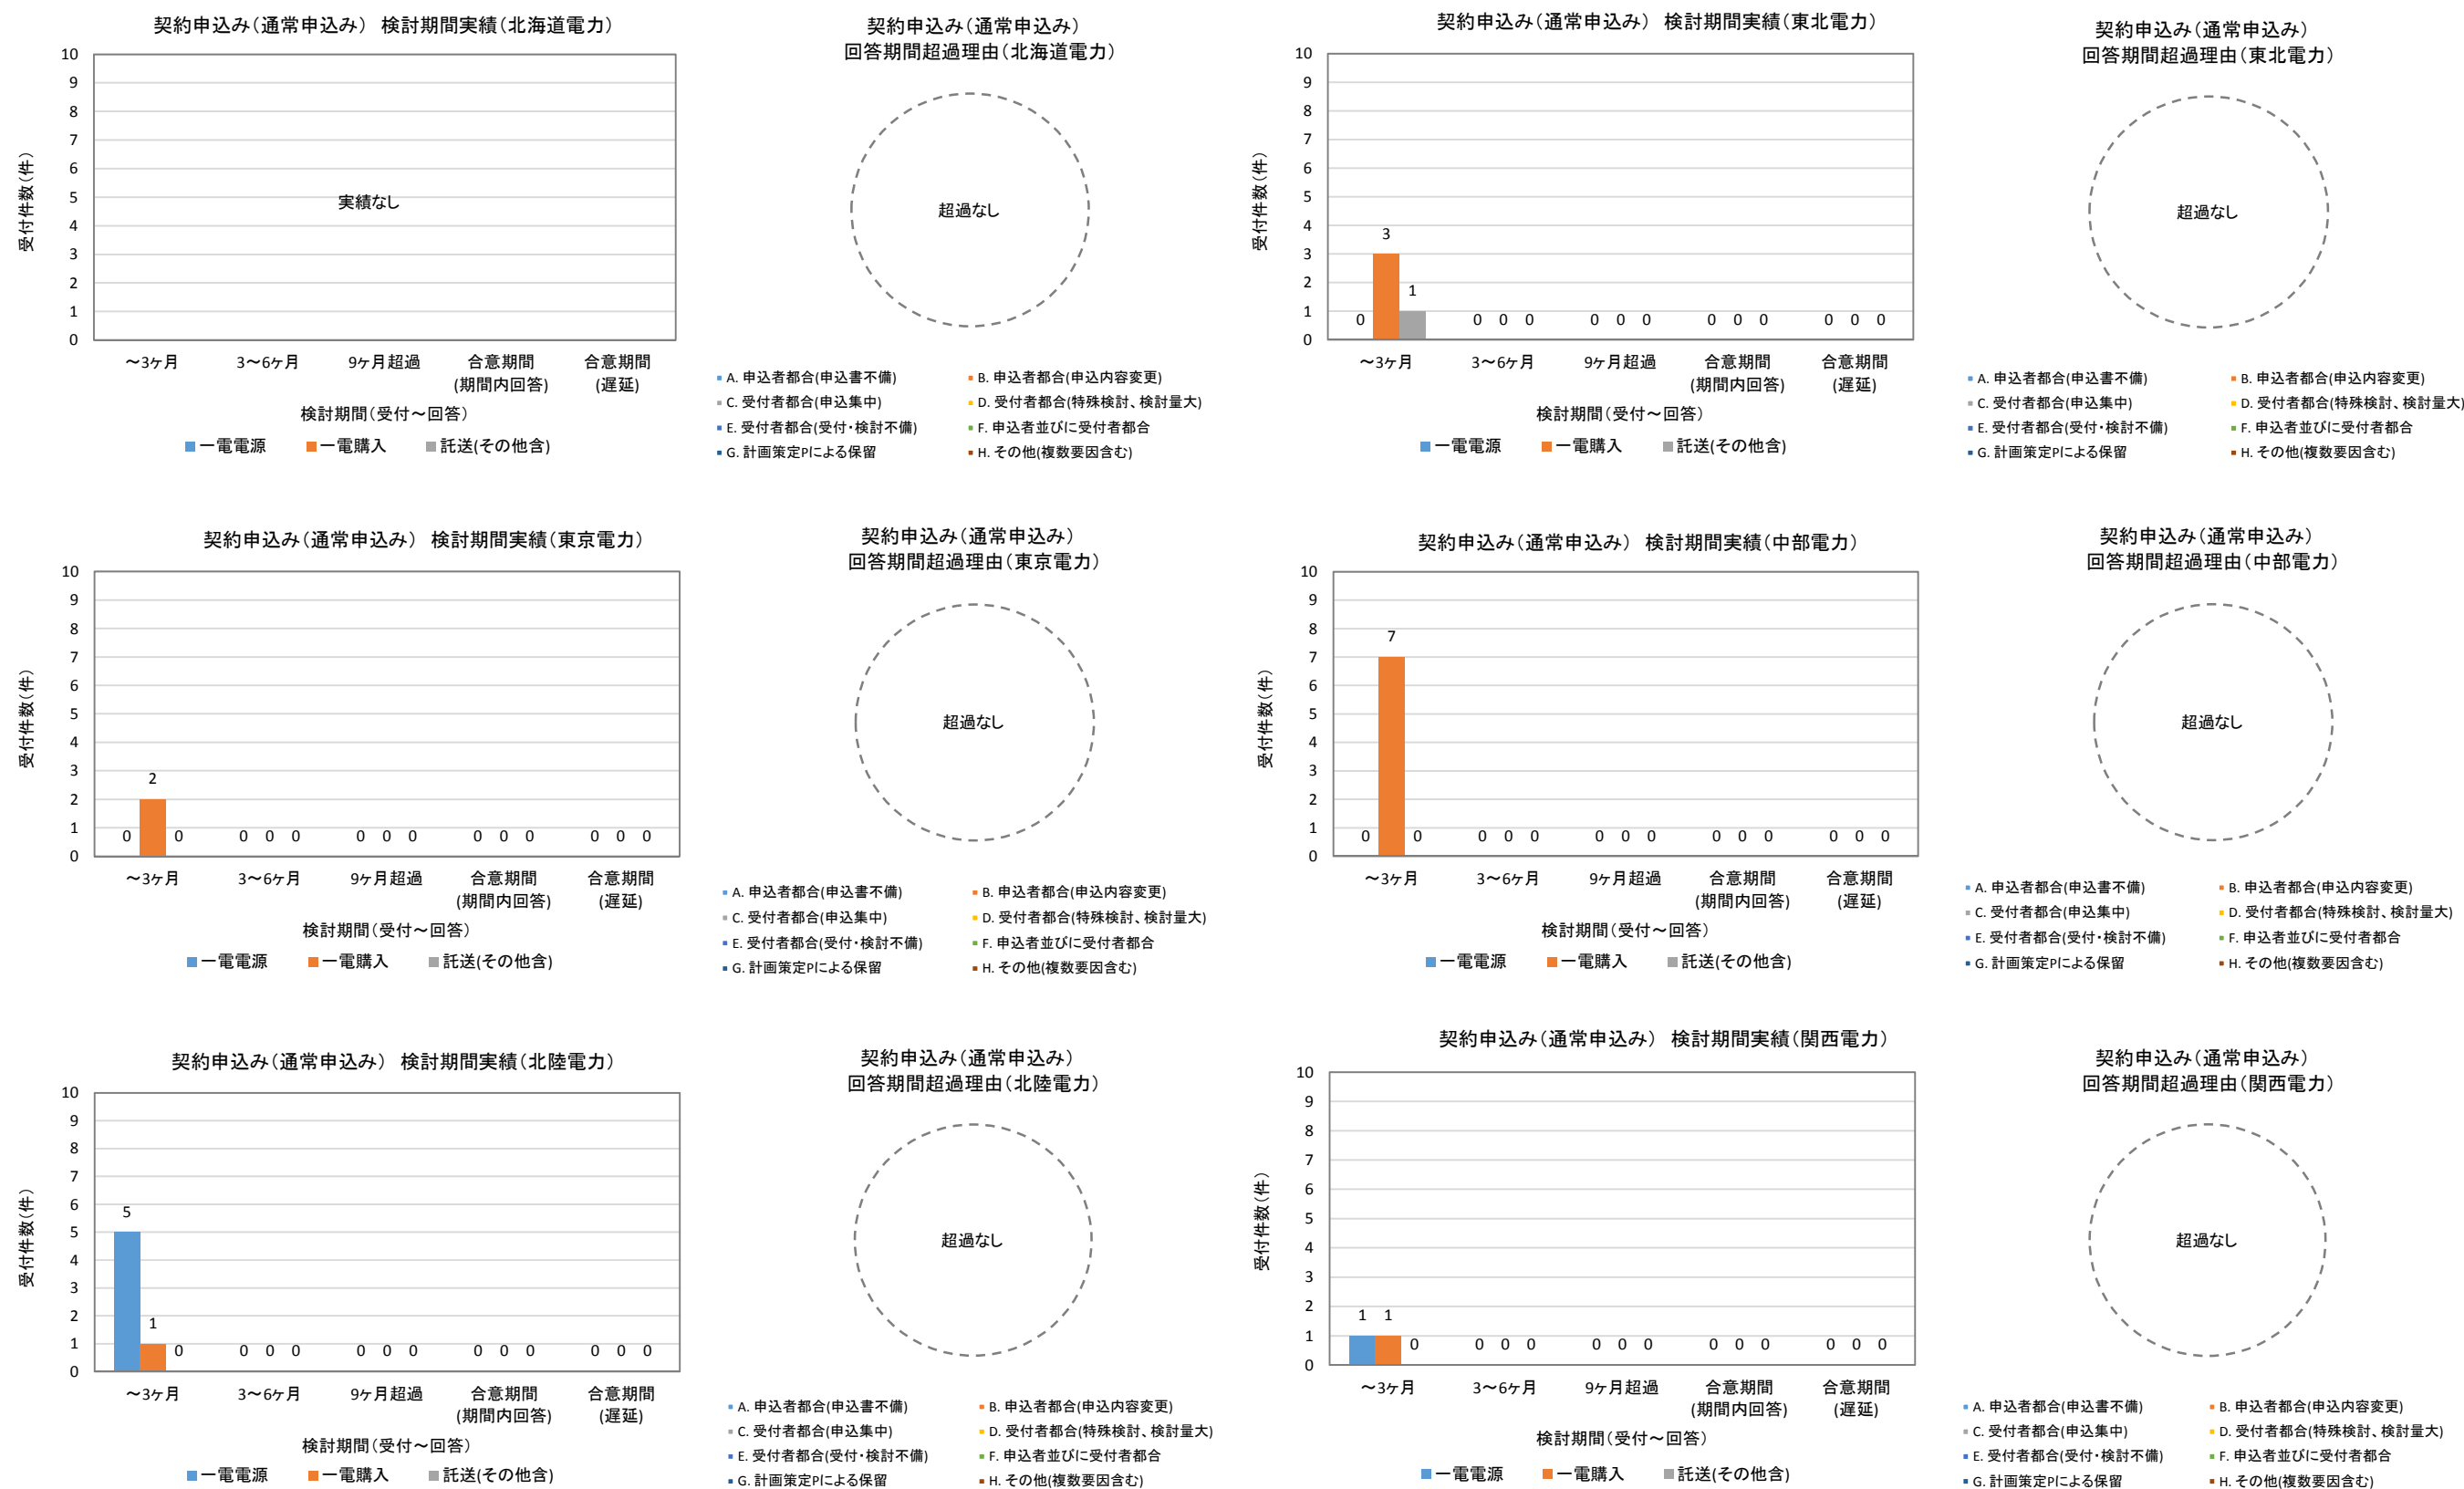 契約申込み(通常申込み) 検討期間実績(北海道電力)
受付件数(件)
10
9
8
7
6
5
4
3
2
1
0
実績なし
~3ヶ月 3~6ヶ月 9ヶ月超過 合意期間 合意期間
(期間内回答) (遅延)
検討期間(受付~回答)
一電電源 一電購入 託送(その他含)
契約申込み(通常申込み)
回答期間超過理由(北海道電力)
超過なし
A. 申込者都合(申込書不備) B. 申込者都合(申込内容変更)
C. 受付者都合(申込集中) D. 受付者都合(特殊検討、検討量大)
E. 受付者都合(受付・検討不備) F. 申込者並びに受付者都合
G. 計画策定Pによる保留 H. その他(複数要因含む)
契約申込み(通常申込み) 検討期間実績(東北電力)
受付件数(件)
10
9
8
7
6
5
4
3
2
1
0
0 3 1 0 0 0 0 0 0 0 0 0 0 0 0
~3ヶ月 3~6ヶ月 9ヶ月超過 合意期間 合意期間
(期間内回答) (遅延)
検討期間(受付~回答)
一電電源 一電購入 託送(その他含)
契約申込み(通常申込み)
回答期間超過理由(東北電力)
超過なし
A. 申込者都合(申込書不備) B. 申込者都合(申込内容変更)
C. 受付者都合(申込集中) D. 受付者都合(特殊検討、検討量大)
E. 受付者都合(受付・検討不備) F. 申込者並びに受付者都合
G. 計画策定Pによる保留 H. その他(複数要因含む)
契約申込み(通常申込み) 検討期間実績(東京電力)
受付件数(件)
10
9
8
7
6
5
4
3
2
1
0
0 2 0 0 0 0 0 0 0 0 0 0 0 0 0
~3ヶ月 3~6ヶ月 9ヶ月超過 合意期間 合意期間
(期間内回答) (遅延)
検討期間(受付~回答)
一電電源 一電購入 託送(その他含)
契約申込み(通常申込み)
回答期間超過理由(東京電力)
超過なし
A. 申込者都合(申込書不備) B. 申込者都合(申込内容変更)
C. 受付者都合(申込集中) D. 受付者都合(特殊検討、検討量大)
E. 受付者都合(受付・検討不備) F. 申込者並びに受付者都合
G. 計画策定Pによる保留 H. その他(複数要因含む)
契約申込み(通常申込み) 検討期間実績(中部電力)
受付件数(件)
10
9
8
7
6
5
4
3
2
1
0
0 7 0 0 0 0 0 0 0 0 0 0 0 0 0
~3ヶ月 3~6ヶ月 9ヶ月超過 合意期間 合意期間
(期間内回答) (遅延)
検討期間(受付~回答)
一電電源 一電購入 託送(その他含)
契約申込み(通常申込み)
回答期間超過理由(中部電力)
超過なし
A. 申込者都合(申込書不備) B. 申込者都合(申込内容変更)
C. 受付者都合(申込集中) D. 受付者都合(特殊検討、検討量大)
E. 受付者都合(受付・検討不備) F. 申込者並びに受付者都合
G. 計画策定Pによる保留 H. その他(複数要因含む)
契約申込み(通常申込み) 検討期間実績(北陸電力)
受付件数(件)
10
9
8
7
6
5
4
3
2
1
0
5 1 0 0 0 0 0 0 0 0 0 0 0 0 0
~3ヶ月 3~6ヶ月 9ヶ月超過 合意期間 合意期間
(期間内回答) (遅延)
検討期間(受付~回答)
一電電源 一電購入 託送(その他含)
契約申込み(通常申込み)
回答期間超過理由(北陸電力)
超過なし
A. 申込者都合(申込書不備) B. 申込者都合(申込内容変更)
C. 受付者都合(申込集中) D. 受付者都合(特殊検討、検討量大)
E. 受付者都合(受付・検討不備) F. 申込者並びに受付者都合
G. 計画策定Pによる保留 H. その他(複数要因含む)
契約申込み(通常申込み) 検討期間実績(関西電力)
受付件数(件)
10
9
8
7
6
5
4
3
2
1
0
1 1 0 0 0 0 0 0 0 0 0 0 0 0 0
~3ヶ月 3~6ヶ月 9ヶ月超過 合意期間 合意期間
(期間内回答) (遅延)
検討期間(受付~回答)
一電電源 一電購入 託送(その他含)
契約申込み(通常申込み)
回答期間超過理由(関西電力)
超過なし
A. 申込者都合(申込書不備) B. 申込者都合(申込内容変更)
C. 受付者都合(申込集中) D. 受付者都合(特殊検討、検討量大)
E. 受付者都合(受付・検討不備) F. 申込者並びに受付者都合
G. 計画策定Pによる保留 H. その他(複数要因含む)